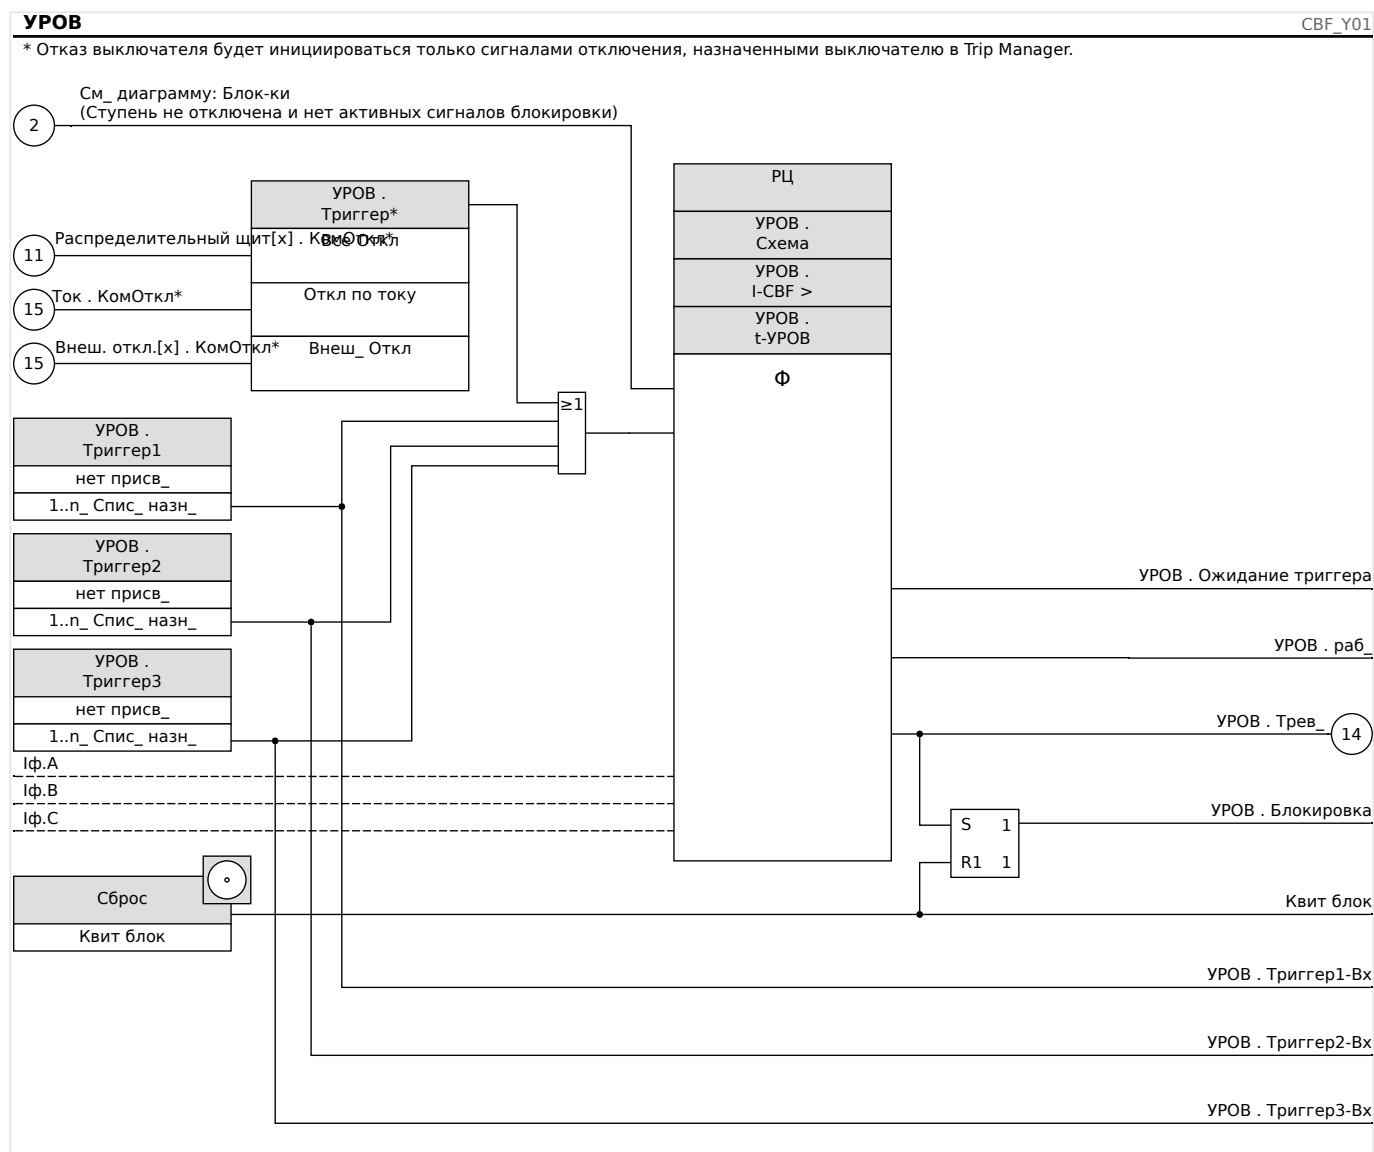 УРОВ
CBF_Y01
* Отказ выключателя будет инициироваться только сигналами отключения, назначенными выключателю в Trip Manager.
См_ диаграмму: Блок-ки
(Ступень не отключена и нет активных сигналов блокировки)
2
РЦ
УРОВ .
Схема
УРОВ .
I-CBF >
УРОВ .
t-УРОВ
Ф
УРОВ .
Триггер*
Распределительный щит[x] . КомОткл*
Все Откл
11
Ток . КомОткл*
Откл по току
15
Внеш. откл.[x] . КомОткл*
Внеш_ Откл
15
≥1
УРОВ .
Триггер1
нет присв_
1..n_ Спис_ назн_
УРОВ .
Триггер2
нет присв_
1..n_ Спис_ назн_
УРОВ .
Триггер3
нет присв_
1..n_ Спис_ назн_
Iф.A
Iф.B
Iф.C
УРОВ . Ожидание триггера
УРОВ . раб_
УРОВ . Трев_
14
УРОВ . Блокировка
S 1
R1 1
Сброс
Квит блок
Квит блок
УРОВ . Триггер1-Вх
УРОВ . Триггер2-Вх
УРОВ . Триггер3-Вх